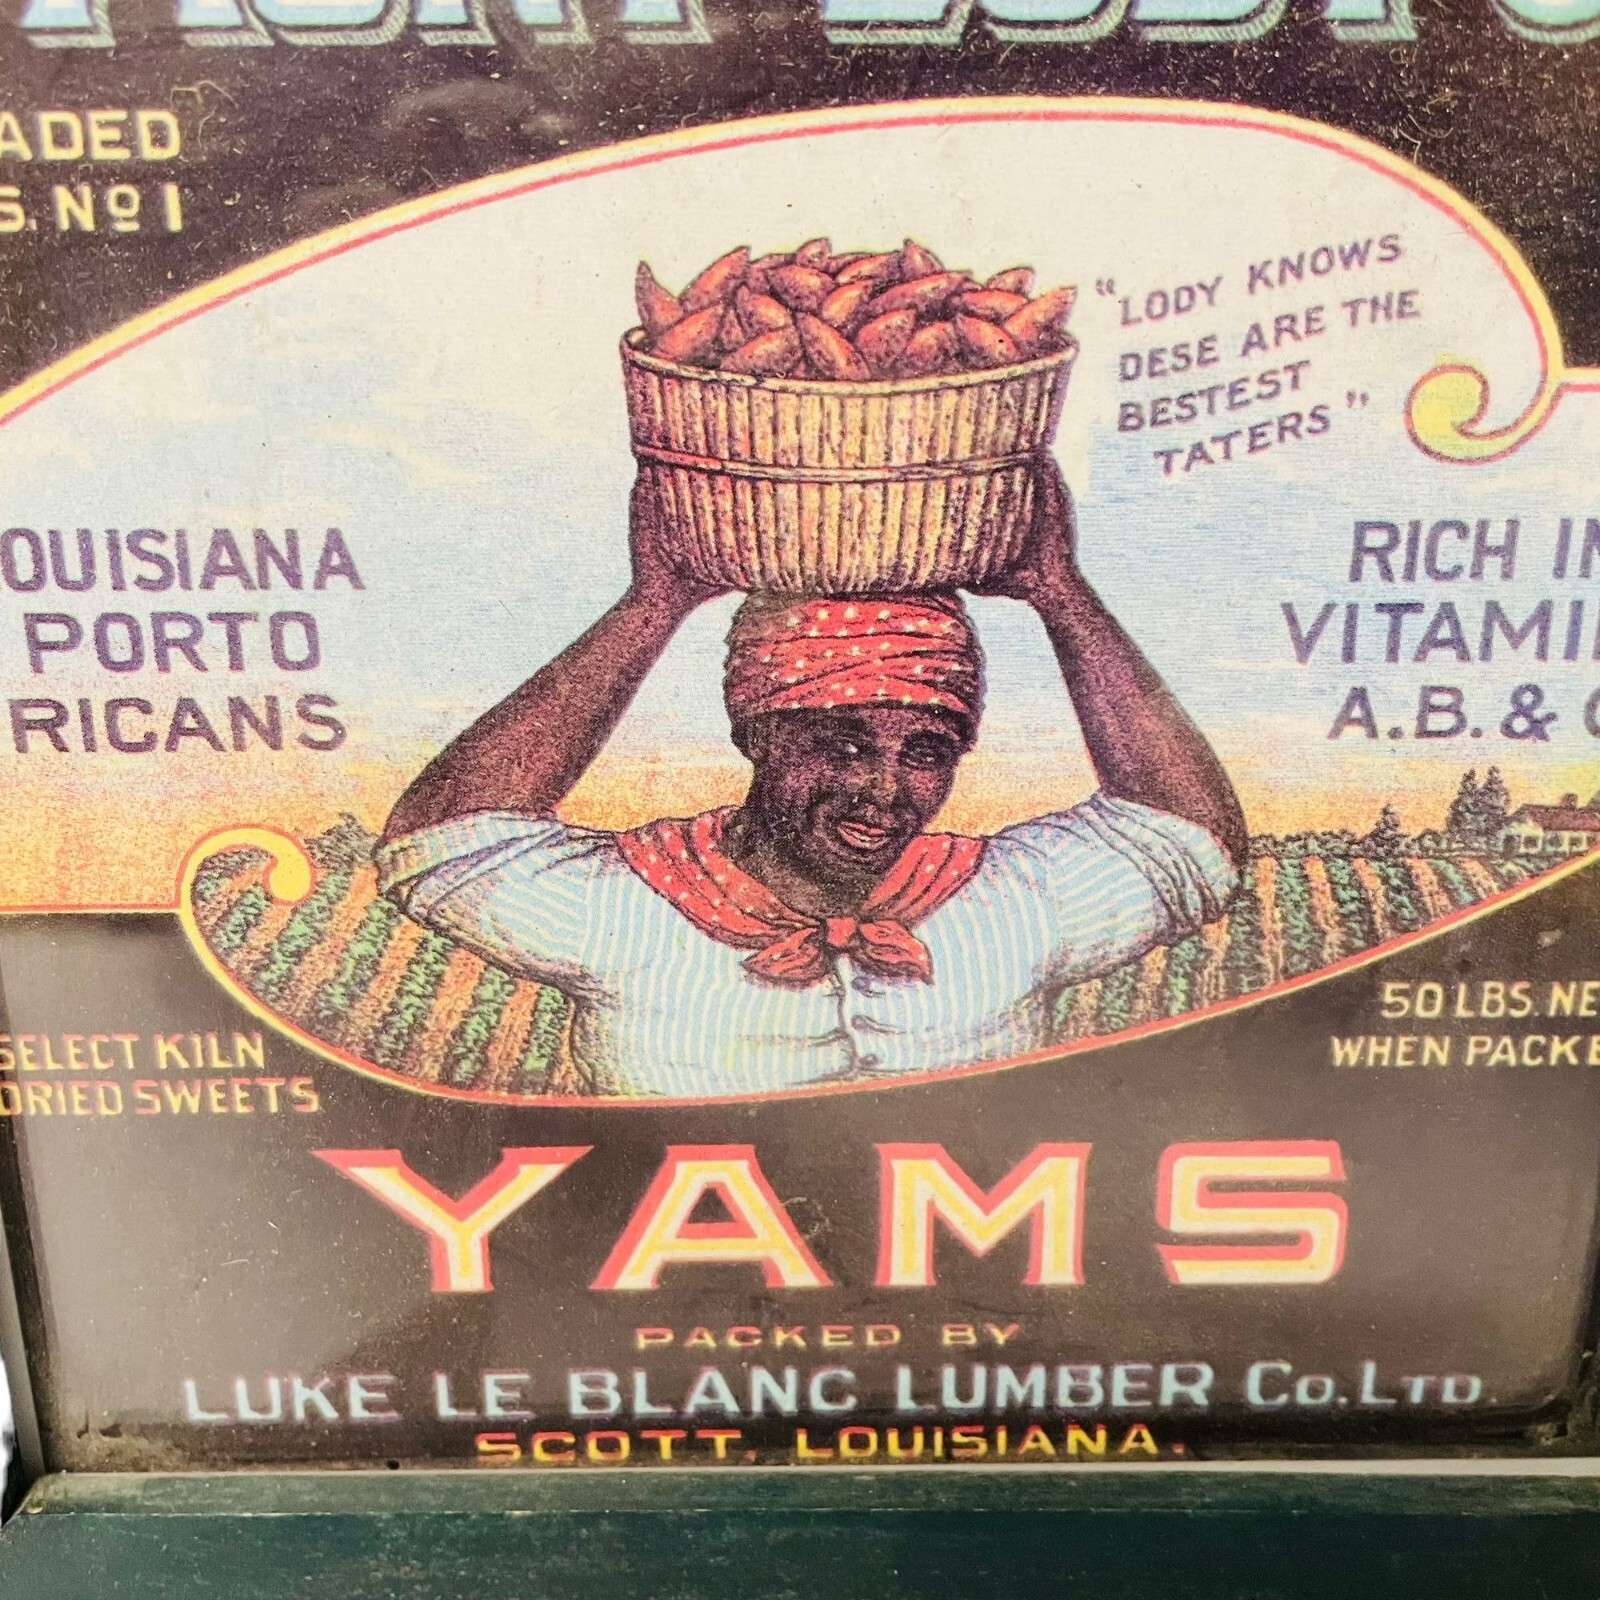 ADED
S. Nº 1
"LODY KNOWS
DESE ARE THE
BESTEST
TATERS"
OUISIANA
PORTO
RICANS
RICH IN
VITAMI
A.B. &
SELECT KILN
DRIED SWEETS
50 LBS. NE
WHEN PACKE
YAMS
PACKED BY
LUKE LE BLANC LUMBER Co. LTD.
SCOTT, LOUISIANA.